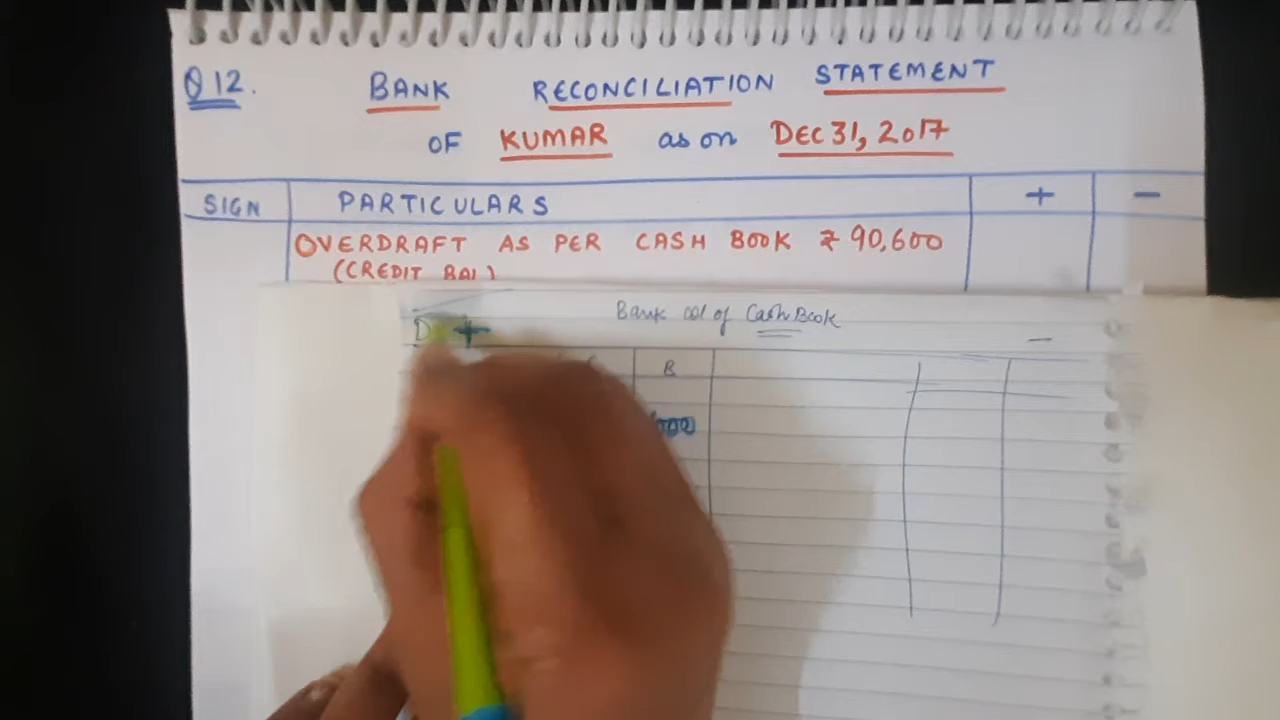 Q 12. BANK RECONCILIATION STATEMENT
OF KUMAR as on DEC 31, 2017
SIGN PARTICULARS + -
OVERDRAFT AS PER CASH BOOK ₹ 90,600
(CREDIT BAL)
Bank col of Cash Book
D + -
B